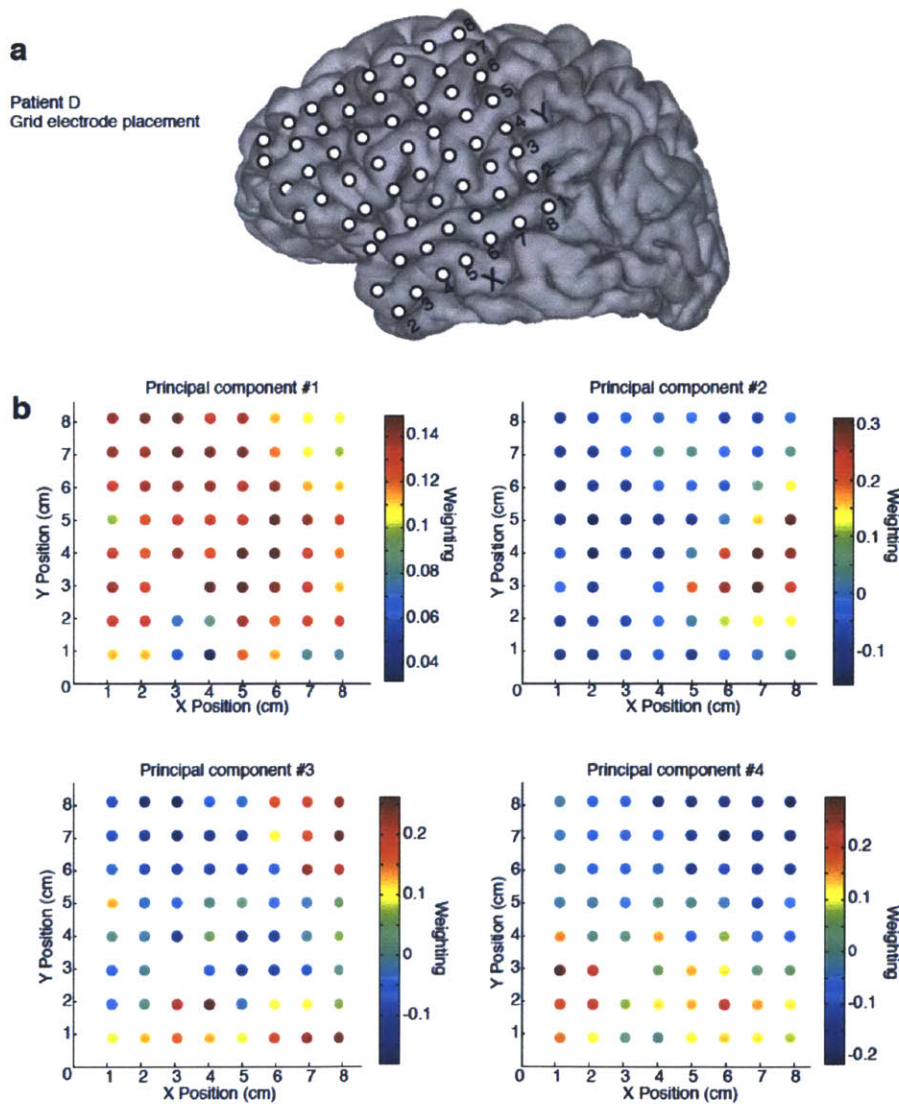 a
Patient D
Grid electrode placement
8
7
6
5
4
Y
3
2
1
8
7
6
X
5
4
3
2
b
Principal component #1
8
7
6
5
4
3
2
1
0
Y Position (cm)
1 2 3 4 5 6 7 8
X Position (cm)
0.14
0.12
0.1
0.08
0.06
0.04
Weighting
Principal component #2
8
7
6
5
4
3
2
1
0
Y Position (cm)
1 2 3 4 5 6 7 8
X Position (cm)
0.3
0.2
0.1
0
-0.1
Weighting
Principal component #3
8
7
6
5
4
3
2
1
0
Y Position (cm)
1 2 3 4 5 6 7 8
X Position (cm)
0.2
0.1
0
-0.1
Weighting
Principal component #4
8
7
6
5
4
3
2
1
0
Y Position (cm)
1 2 3 4 5 6 7 8
X Position (cm)
0.2
0.1
0
-0.1
-0.2
Weighting